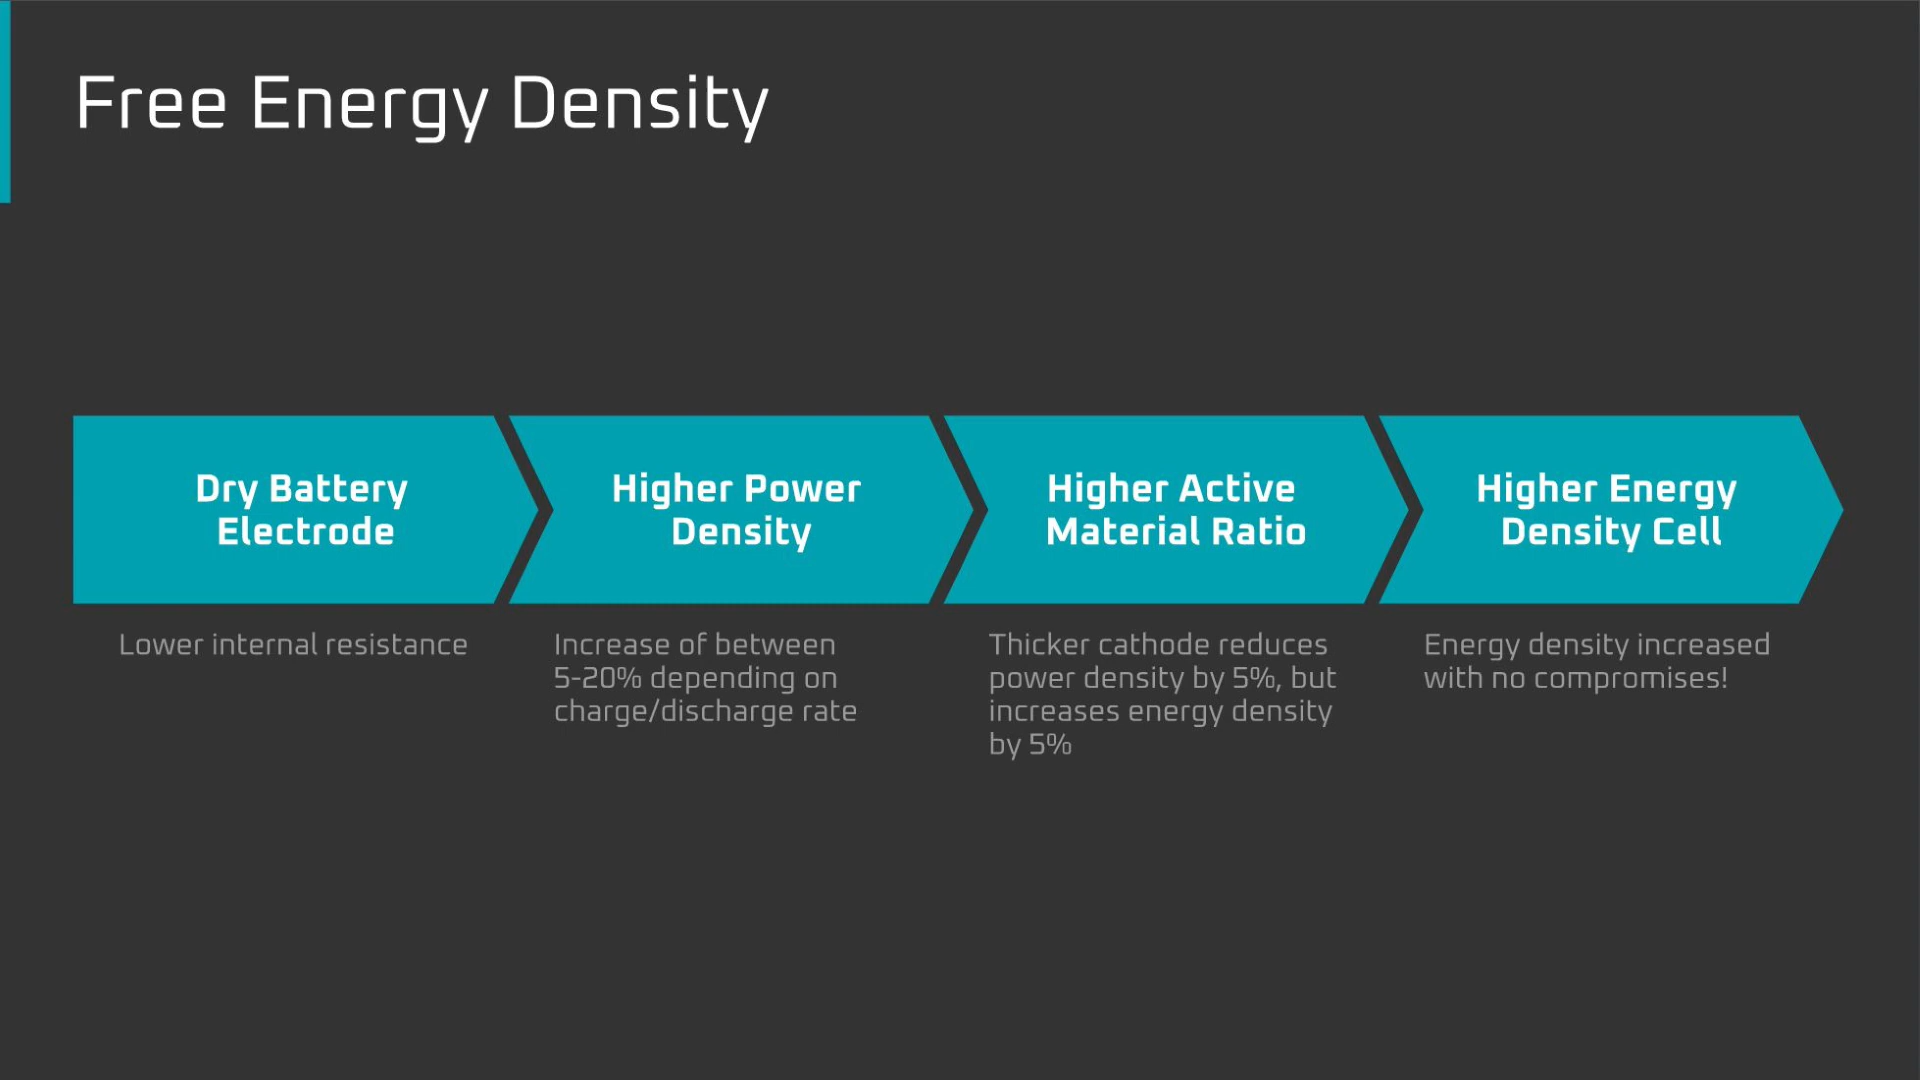 Free Energy Density
Dry Battery
Electrode
Higher Power
Density
Higher Active
Material Ratio
Higher Energy
Density Cell
Lower internal resistance
Increase of between
5-20% depending on
charge/discharge rate
Thicker cathode reduces
power density by 5%, but
increases energy density
by 5%
Energy density increased
with no compromises!